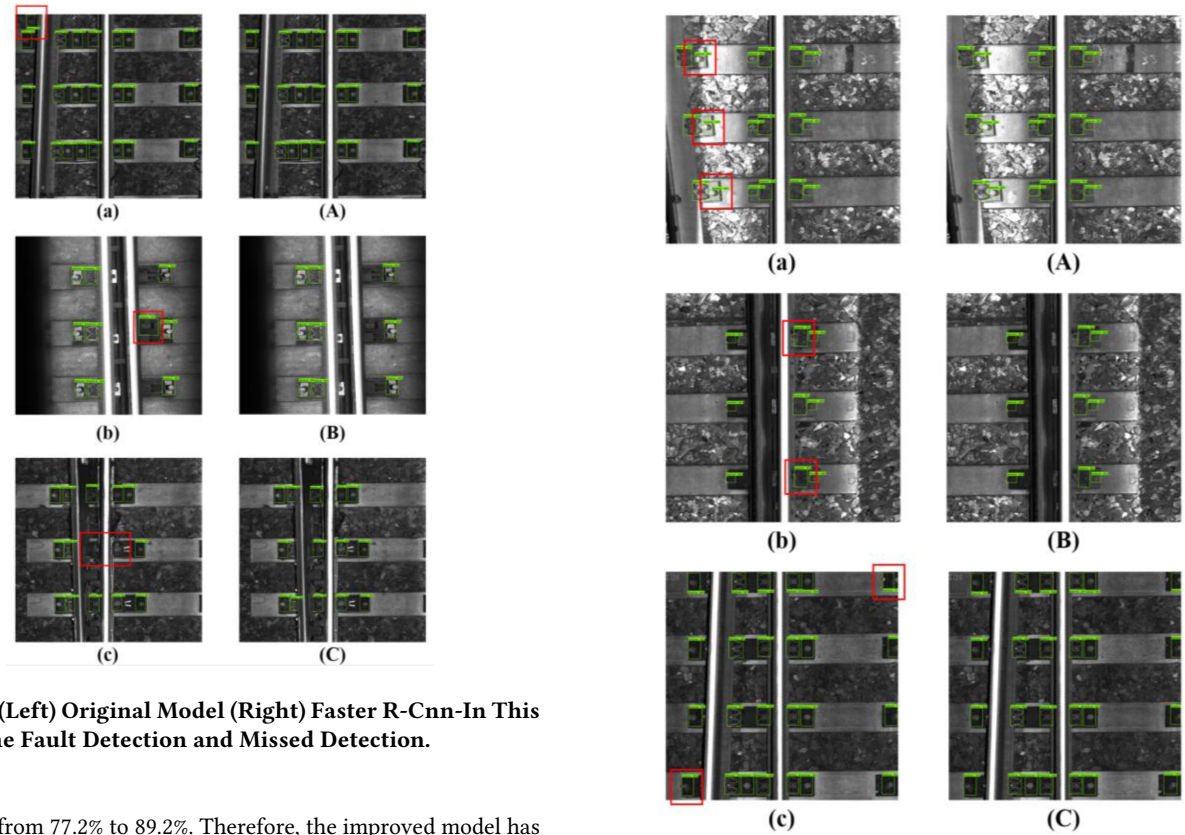 (a)
(A)
(b)
(B)
(c)
(C)
(Left) Original Model (Right) Faster R-Cnn-In This
e Fault Detection and Missed Detection.
from 77.2% to 89.2%. Therefore, the improved model has
(a)
(A)
(b)
(B)
(c)
(C)